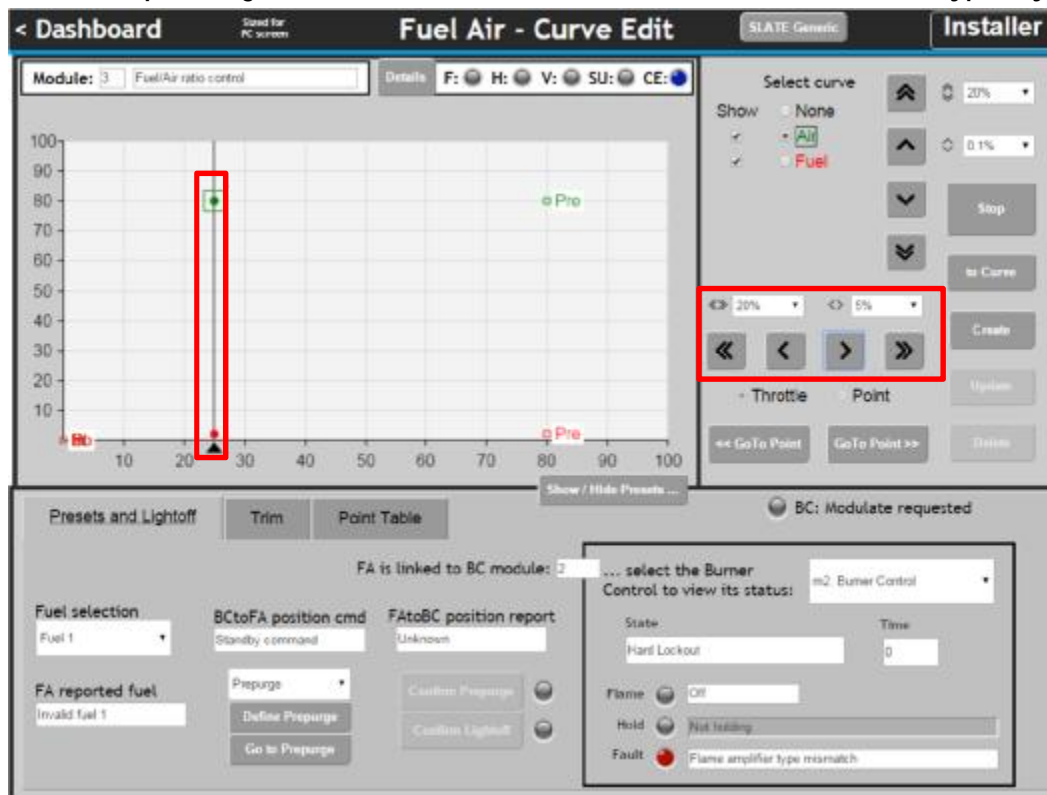 < Dashboard
Sized for
PC screen
Fuel Air - Curve Edit
SLATE Generic
Installer
Module: 3 Fuel/Air ratio control
Details
F: H: V: SU: CE:
Select curve
Show
None
Air
Fuel
20%
0.1%
Stop
to Curve
Create
Update
Delete
20%
5%
Throttle
Point
<< GoTo Point
GoTo Point >>
100
90
80
70
60
50
40
30
20
10
Pre
Pre
10 20 30 40 50 60 70 80 90 100
Show / Hide Presets ...
Presets and Lightoff
Trim
Point Table
BC: Modulate requested
FA is linked to BC module: 2
... select the Burner
Control to view its status:
m2: Burner Control
Fuel selection
Fuel 1
BCtoFA position cmd
Standby command
FAtoBC position report
Unknown
State
Hard Lockout
Time
0
FA reported fuel
Invalid fuel 1
Prepurge
Define Prepurge
Go to Prepurge
Confirm Prepurge
Confirm Lightoff
Flame
Off
Hold
Not holding
Fault
Flame amplifier type mismatch